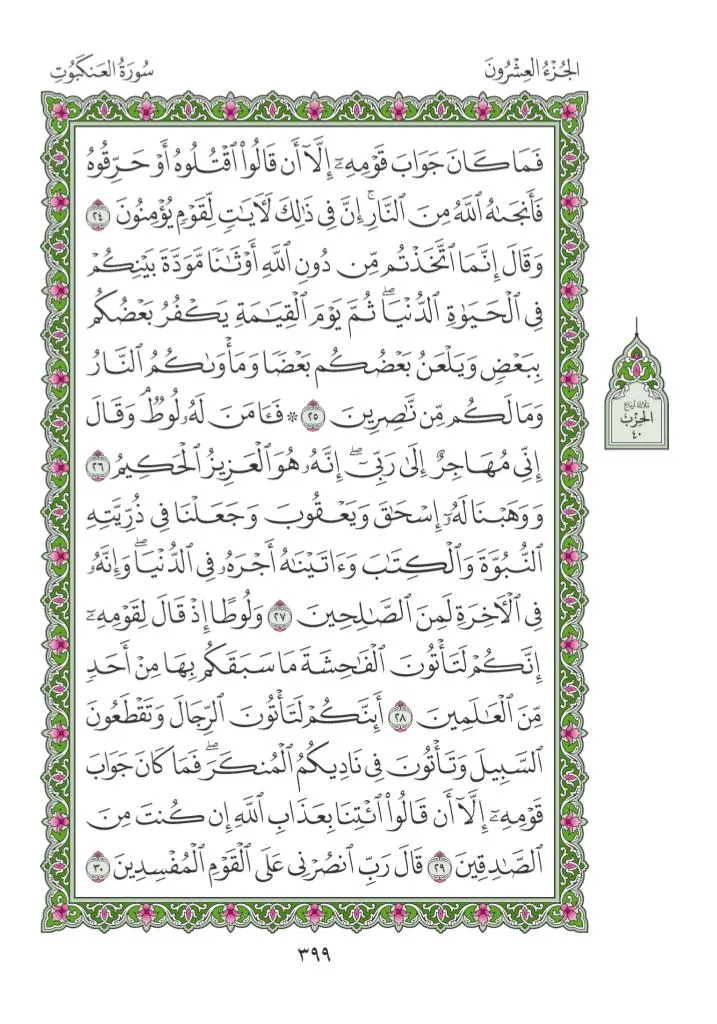 الجُزْءُ العِشْرُونَ
سُورَةُ العَنكَبُوتِ
فَمَا كَانَ جَوَابَ قَوْمِهِۦٓ إِلَّآ أَن قَالُوا۟ ٱقْتُلُوهُ أَوْ حَرِّقُوهُ
فَأَنجَىٰهُ ٱللَّهُ مِنَ ٱلنَّارِۚ إِنَّ فِى ذَٰلِكَ لَءَايَٰتٍ لِّقَوْمٍ يُؤْمِنُونَ ٢٤
وَقَالَ إِنَّمَا ٱتَّخَذْتُم مِّن دُونِ ٱللَّهِ أَوْثَٰنًا مَّوَدَّةَ بَيْنِكُمْ
فِى ٱلْحَيَوٰةِ ٱلدُّنْيَاۖ ثُمَّ يَوْمَ ٱلْقِيَٰمَةِ يَكْفُرُ بَعْضُكُم
بِبَعْضٍ وَيَلْعَنُ بَعْضُكُم بَعْضًا وَمَأْوَىٰكُمُ ٱلنَّارُ
وَمَا لَكُم مِّن نَّٰصِرِينَ ٢٥ * فَـَٔامَنَ لَهُۥ لُوطٌۘ وَقَالَ
إِنِّى مُهَاجِرٌ إِلَىٰ رَبِّىٓۖ إِنَّهُۥ هُوَ ٱلْعَزِيزُ ٱلْحَكِيمُ ٢٦
وَوَهَبْنَا لَهُۥٓ إِسْحَٰقَ وَيَعْقُوبَ وَجَعَلْنَا فِى ذُرِّيَّتِهِ
ٱلنُّبُوَّةَ وَٱلْكِتَٰبَ وَءَاتَيْنَٰهُ أَجْرَهُۥ فِى ٱلدُّنْيَاۖ وَإِنَّهُۥ
فِى ٱلْءَاخِرَةِ لَمِنَ ٱلصَّٰلِحِينَ ٢٧ وَلُوطًا إِذْ قَالَ لِقَوْمِهِۦٓ
إِنَّكُمْ لَتَأْتُونَ ٱلْفَٰحِشَةَ مَا سَبَقَكُم بِهَا مِنْ أَحَدٍ
مِّنَ ٱلْعَٰلَمِينَ ٢٨ أَئِنَّكُمْ لَتَأْتُونَ ٱلرِّجَالَ وَتَقْطَعُونَ
ٱلسَّبِيلَ وَتَأْتُونَ فِى نَادِيكُمُ ٱلْمُنكَرَۖ فَمَا كَانَ جَوَابَ
قَوْمِهِۦٓ إِلَّآ أَن قَالُوا۟ ٱئْتِنَا بِعَذَابِ ٱللَّهِ إِن كُنتَ مِنَ
ٱلصَّٰدِقِينَ ٢٩ قَالَ رَبِّ ٱنصُرْنِى عَلَى ٱلْقَوْمِ ٱلْمُفْسِدِينَ ٣٠
ثلاثة أرباع
الحزب
٤٠
٣٩٩